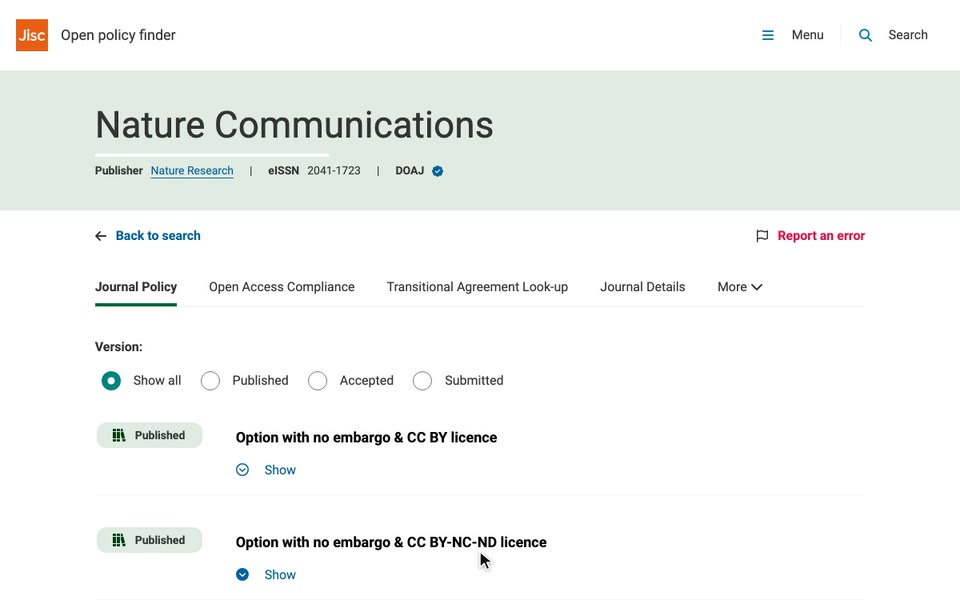 Jisc Open policy finder Menu Search
Nature Communications
Publisher Nature Research | eISSN 2041-1723 | DOAJ
Back to search Report an error
Journal Policy Open Access Compliance Transitional Agreement Look-up Journal Details More
Version:
Show all Published Accepted Submitted
Published Option with no embargo & CC BY licence
Show
Published Option with no embargo & CC BY-NC-ND licence
Show